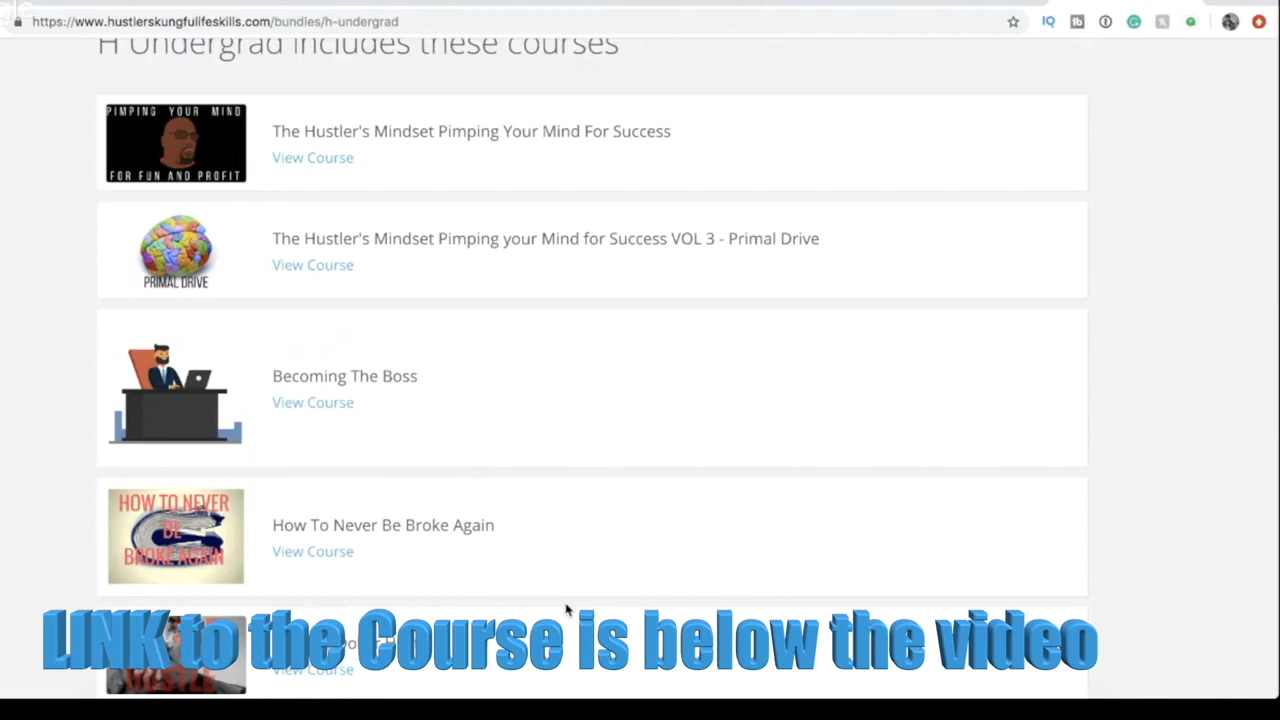 https://www.hustlerskungfulifeskills.com/bundles/h-undergrad
H Undergrad includes these courses
PIMPING YOUR MIND
FOR FUN AND PROFIT
The Hustler's Mindset Pimping Your Mind For Success
View Course
PRIMAL DRIVE
The Hustler's Mindset Pimping your Mind for Success VOL 3 - Primal Drive
View Course
Becoming The Boss
View Course
HOW TO NEVER
BE
BROKE AGAIN
How To Never Be Broke Again
View Course
LINK to the Course is below the video
HUSTLE
View Course